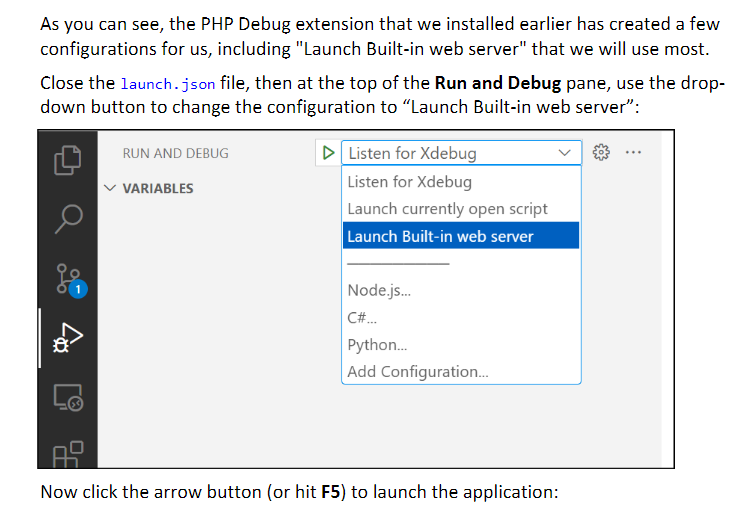 As you can see, the PHP Debug extension that we installed earlier has created a few
configurations for us, including "Launch Built-in web server" that we will use most.
Close the launch.json file, then at the top of the Run and Debug pane, use the drop-
down button to change the configuration to “Launch Built-in web server”:
RUN AND DEBUG
Listen for Xdebug
...
VARIABLES
Listen for Xdebug
Launch currently open script
Launch Built-in web server
1
Node.js...
C#...
Python...
Add Configuration...
Now click the arrow button (or hit F5) to launch the application: